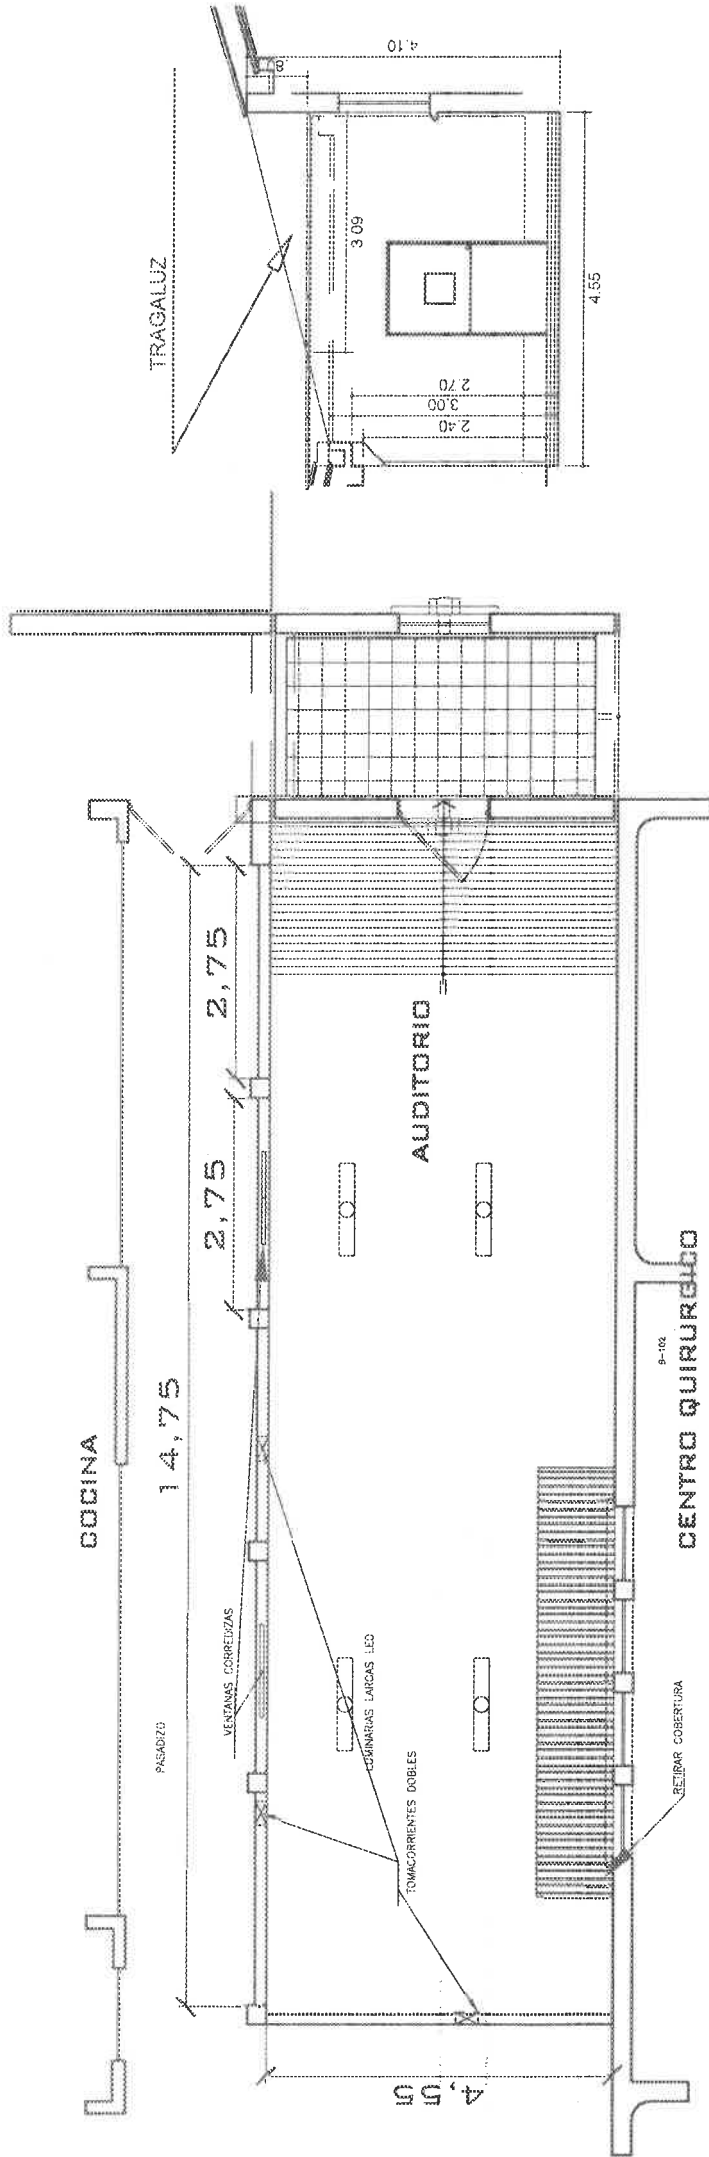 TRAGALUZ
4.10
3.09
2.70
3.00
2.40
4.55
COCINA
14,75
2,75
2,75
PASADIZO
VENTANAS CORREDIZAS
LUMINARIAS LARGAS LED
TOMACORRIENTES DOBLES
AUDITORIO
4,55
B-102
CENTRO QUIRURGICO
RETIRAR COBERTURA